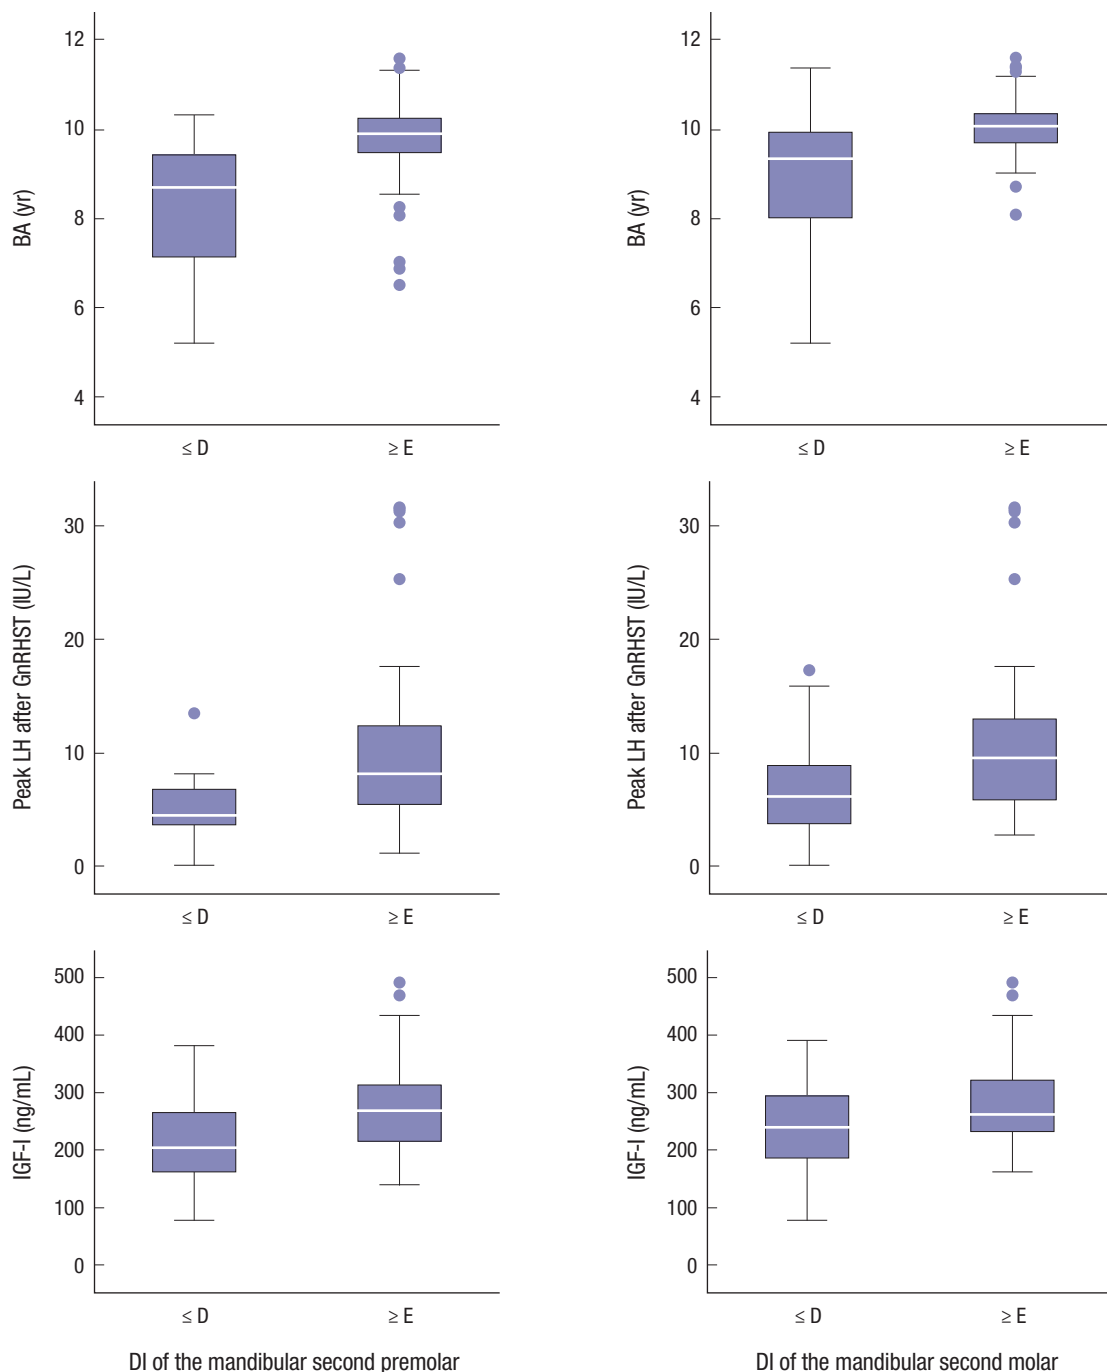 12
10
8
6
4
BA (yr)
≤ D
≥ E
12
10
8
6
4
BA (yr)
≤ D
≥ E
30
20
10
0
Peak LH after GnRHST (IU/L)
≤ D
≥ E
30
20
10
0
Peak LH after GnRHST (IU/L)
≤ D
≥ E
500
400
300
200
100
0
IGF-I (ng/mL)
≤ D
≥ E
DI of the mandibular second premolar
500
400
300
200
100
0
IGF-I (ng/mL)
≤ D
≥ E
DI of the mandibular second molar